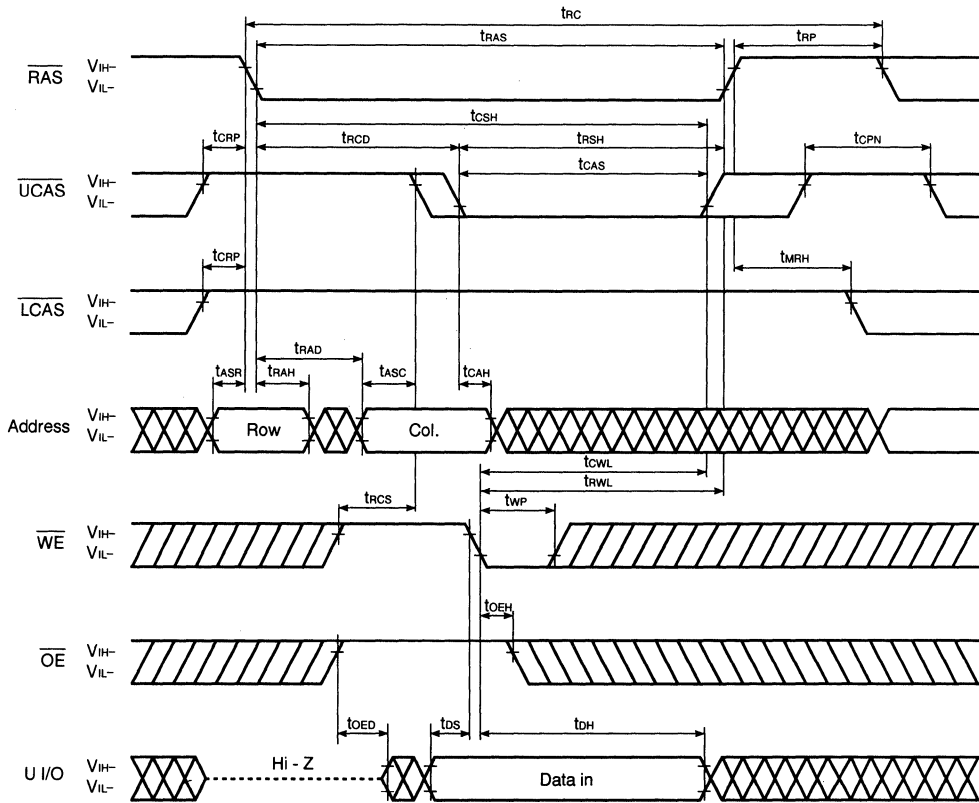 tRC
tRAS tRP
RAS VIH– VIL–
tCSH
tCRP tRCD tRSH tCPN
tCAS
UCAS VIH– VIL–
tCRP tMRH
LCAS VIH– VIL–
tRAD
tASR tRAH tASC tCAH
Address VIH– VIL– Row Col.
tCWL
tRWL
tRCS tWP
WE VIH– VIL–
tOEH
OE VIH– VIL–
tOED tDS tDH
U I/O VIH– VIL– Hi - Z Data in